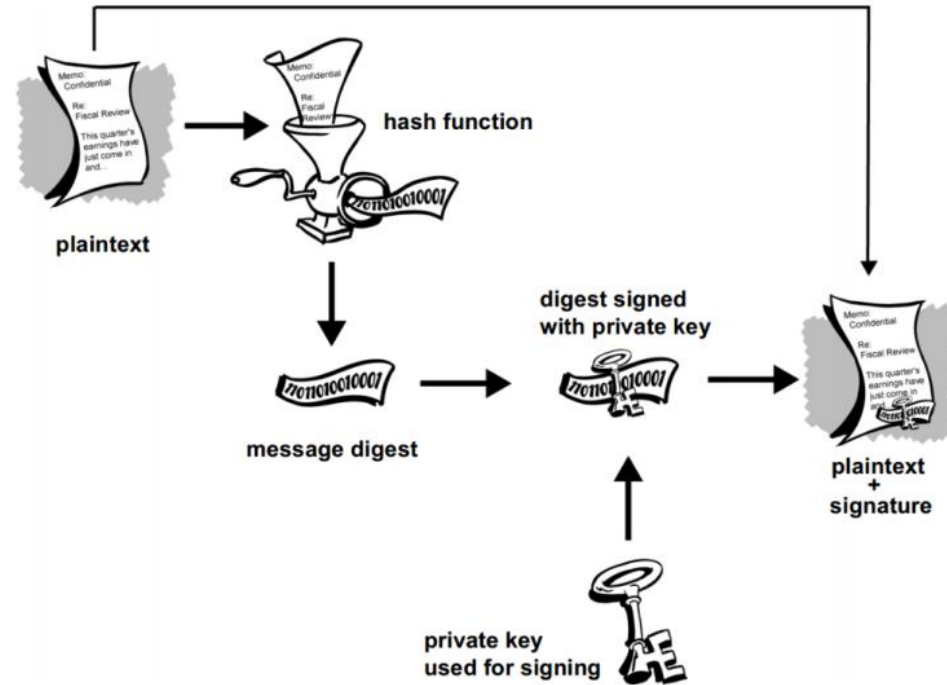 Memo:
Confidential
Re:
Fiscal Review
This quarter's
earnings have
just come in
and...
plaintext
Memo:
Confidential
Re:
Fiscal
Review
hash function
11011010010001
11011010010001
message digest
digest signed
with private key
private key
used for signing
Memo:
Confidential
Re:
Fiscal Review
This quarter's
earnings have
just come in
and
plaintext
+
signature